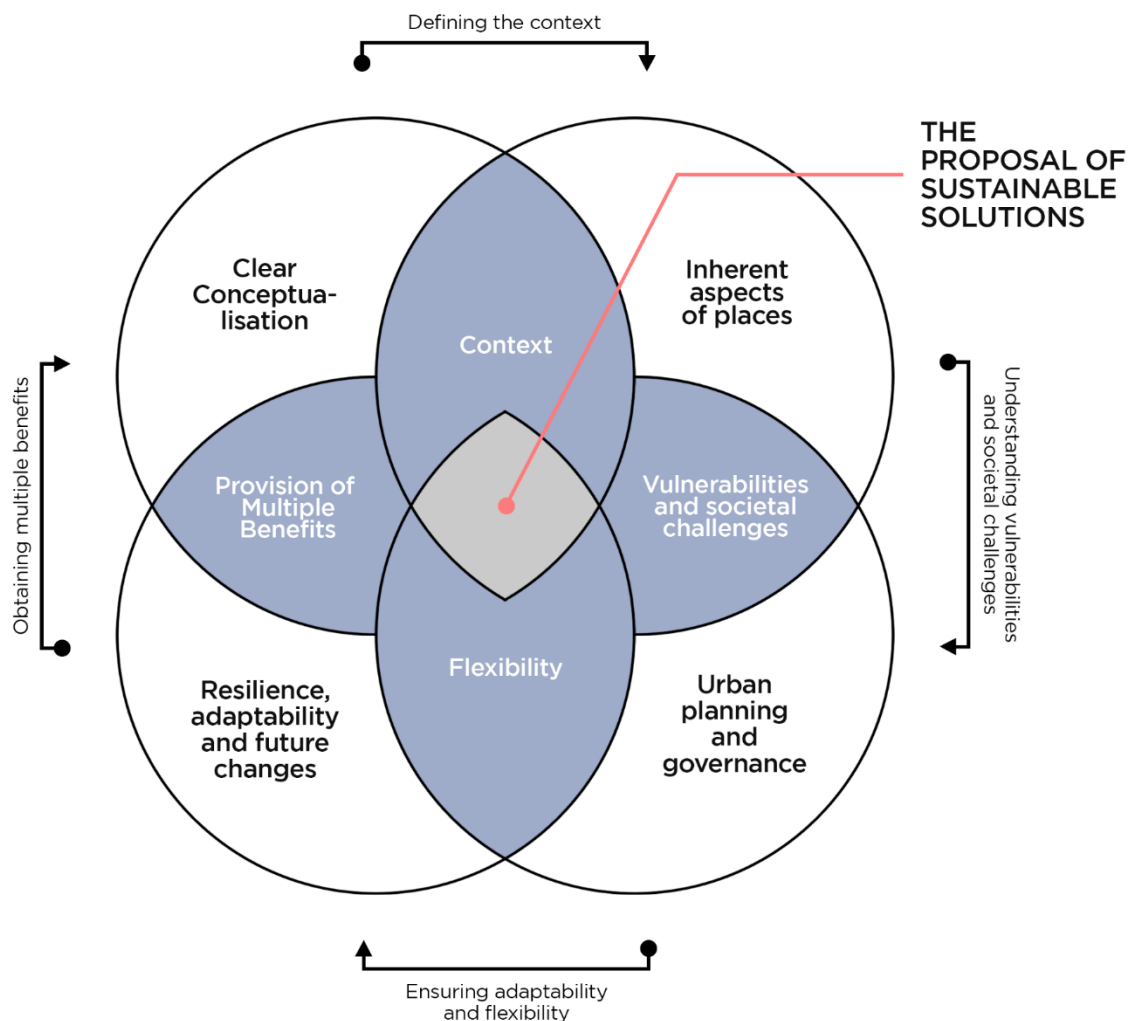 Defining the context
THE
PROPOSAL OF
SUSTAINABLE
SOLUTIONS
Clear
Conceptua-
lisation
Inherent
aspects
of places
Context
Obtaining multiple benefits
Understanding vulnerabilities
and societal challenges
Provision of
Multiple
Benefits
Vulnerabilities
and societal
challenges
Flexibility
Resilience,
adaptability
and future
changes
Urban
planning
and
governance
Ensuring adaptability
and flexibility